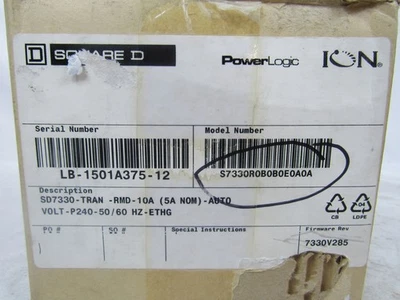 SQUARE D PowerLogic ION®
Serial Number Model Number
LB-1501A375-12 S7330R0B0B0E0A0A
Description
SD7330-TRAN -RMD-10A (5A NOM)-AUTO
VOLT-P240-50/60 HZ-ETHG
CB LDPE
PO # SO # Special Instructions Firmware Rev
7330V285